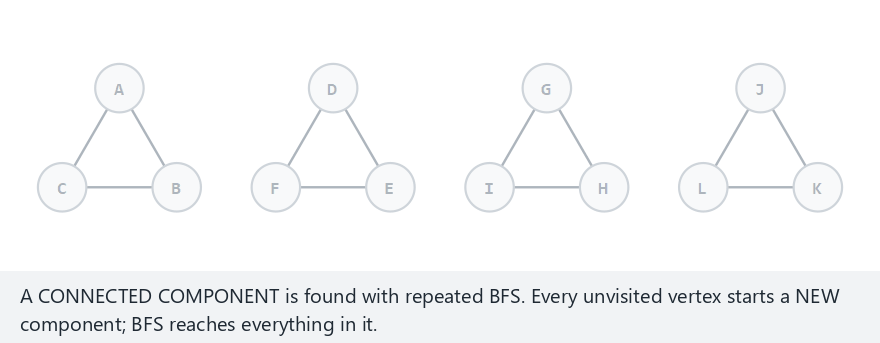 A
D
G
J
C
B
F
E
I
H
L
K
A CONNECTED COMPONENT is found with repeated BFS. Every unvisited vertex starts a NEW
component; BFS reaches everything in it.